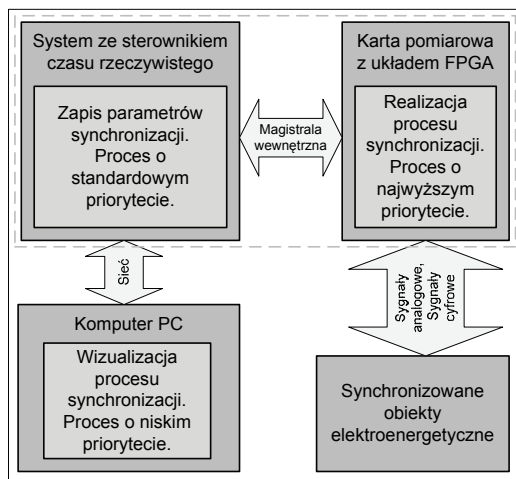 System ze sterownikiem
czasu rzeczywistego
Zapis parametrów
synchronizacji.
Proces o
standardowym
priorytecie.
Magistrala
wewnętrzna
Karta pomiarowa
z układem FPGA
Realizacja
procesu
synchronizacji.
Proces o
najwyższym
priorytecie.
Sieć
Sygnały
analogowe,
Sygnały
cyfrowe
Komputer PC
Wizualizacja
procesu
synchronizacji.
Proces o niskim
priorytecie.
Synchronizowane
obiekty
elektroenergetyczne